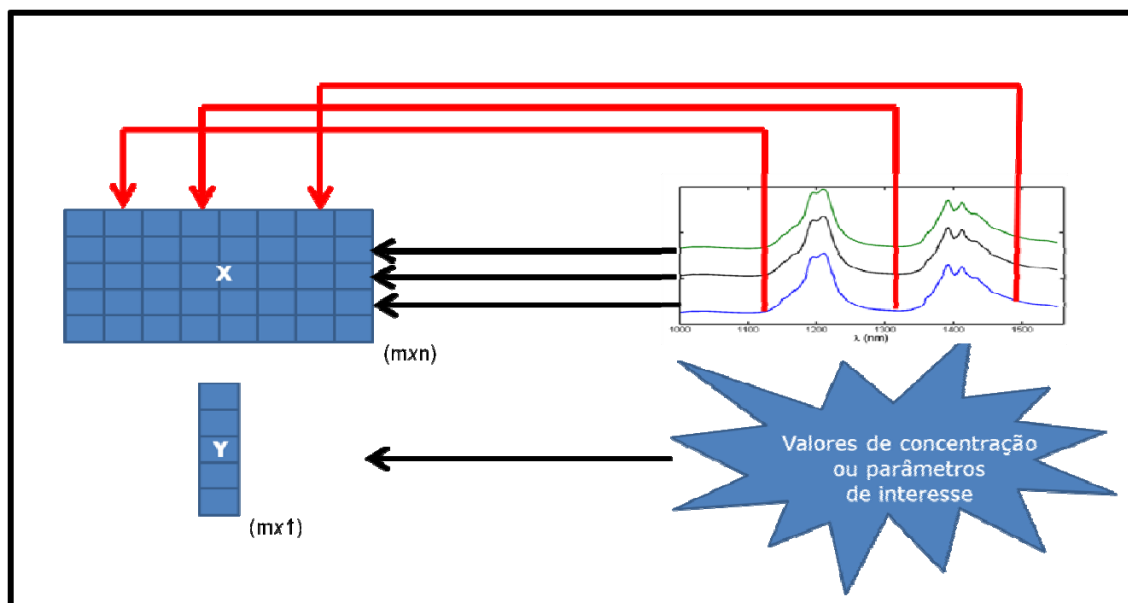 X
(mxn)
1000 1100 1200 1300 1400 1500
λ (nm)
Y
(mx1)
Valores de concentração
ou parâmetros
de interesse